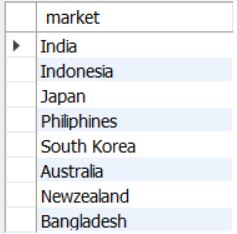 market
India
Indonesia
Japan
Philiphines
South Korea
Australia
Newzealand
Bangladesh